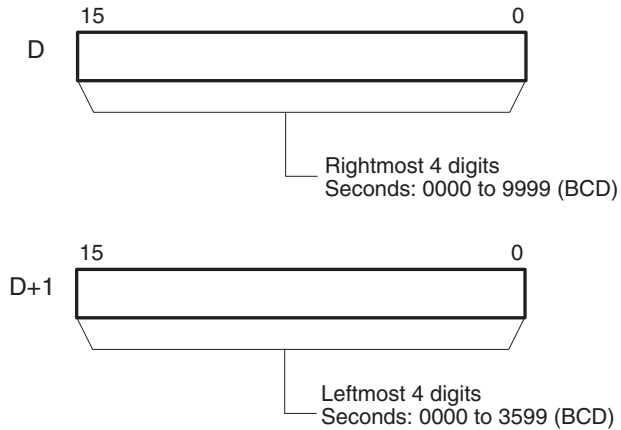 15 0
D
Rightmost 4 digits
Seconds: 0000 to 9999 (BCD)
15 0
D+1
Leftmost 4 digits
Seconds: 0000 to 3599 (BCD)